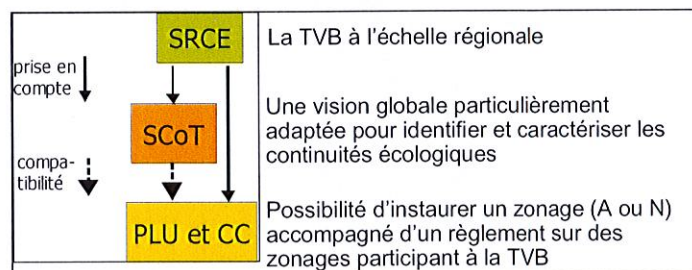 SRCE
La TVB à l'échelle régionale
prise en
compte
Une vision globale particulièrement
adaptée pour identifier et caractériser les
continuités écologiques
SCoT
compa-
tibilité
PLU et CC
Possibilité d'instaurer un zonage (A ou N)
accompagné d'un règlement sur des
zonages participant à la TVB